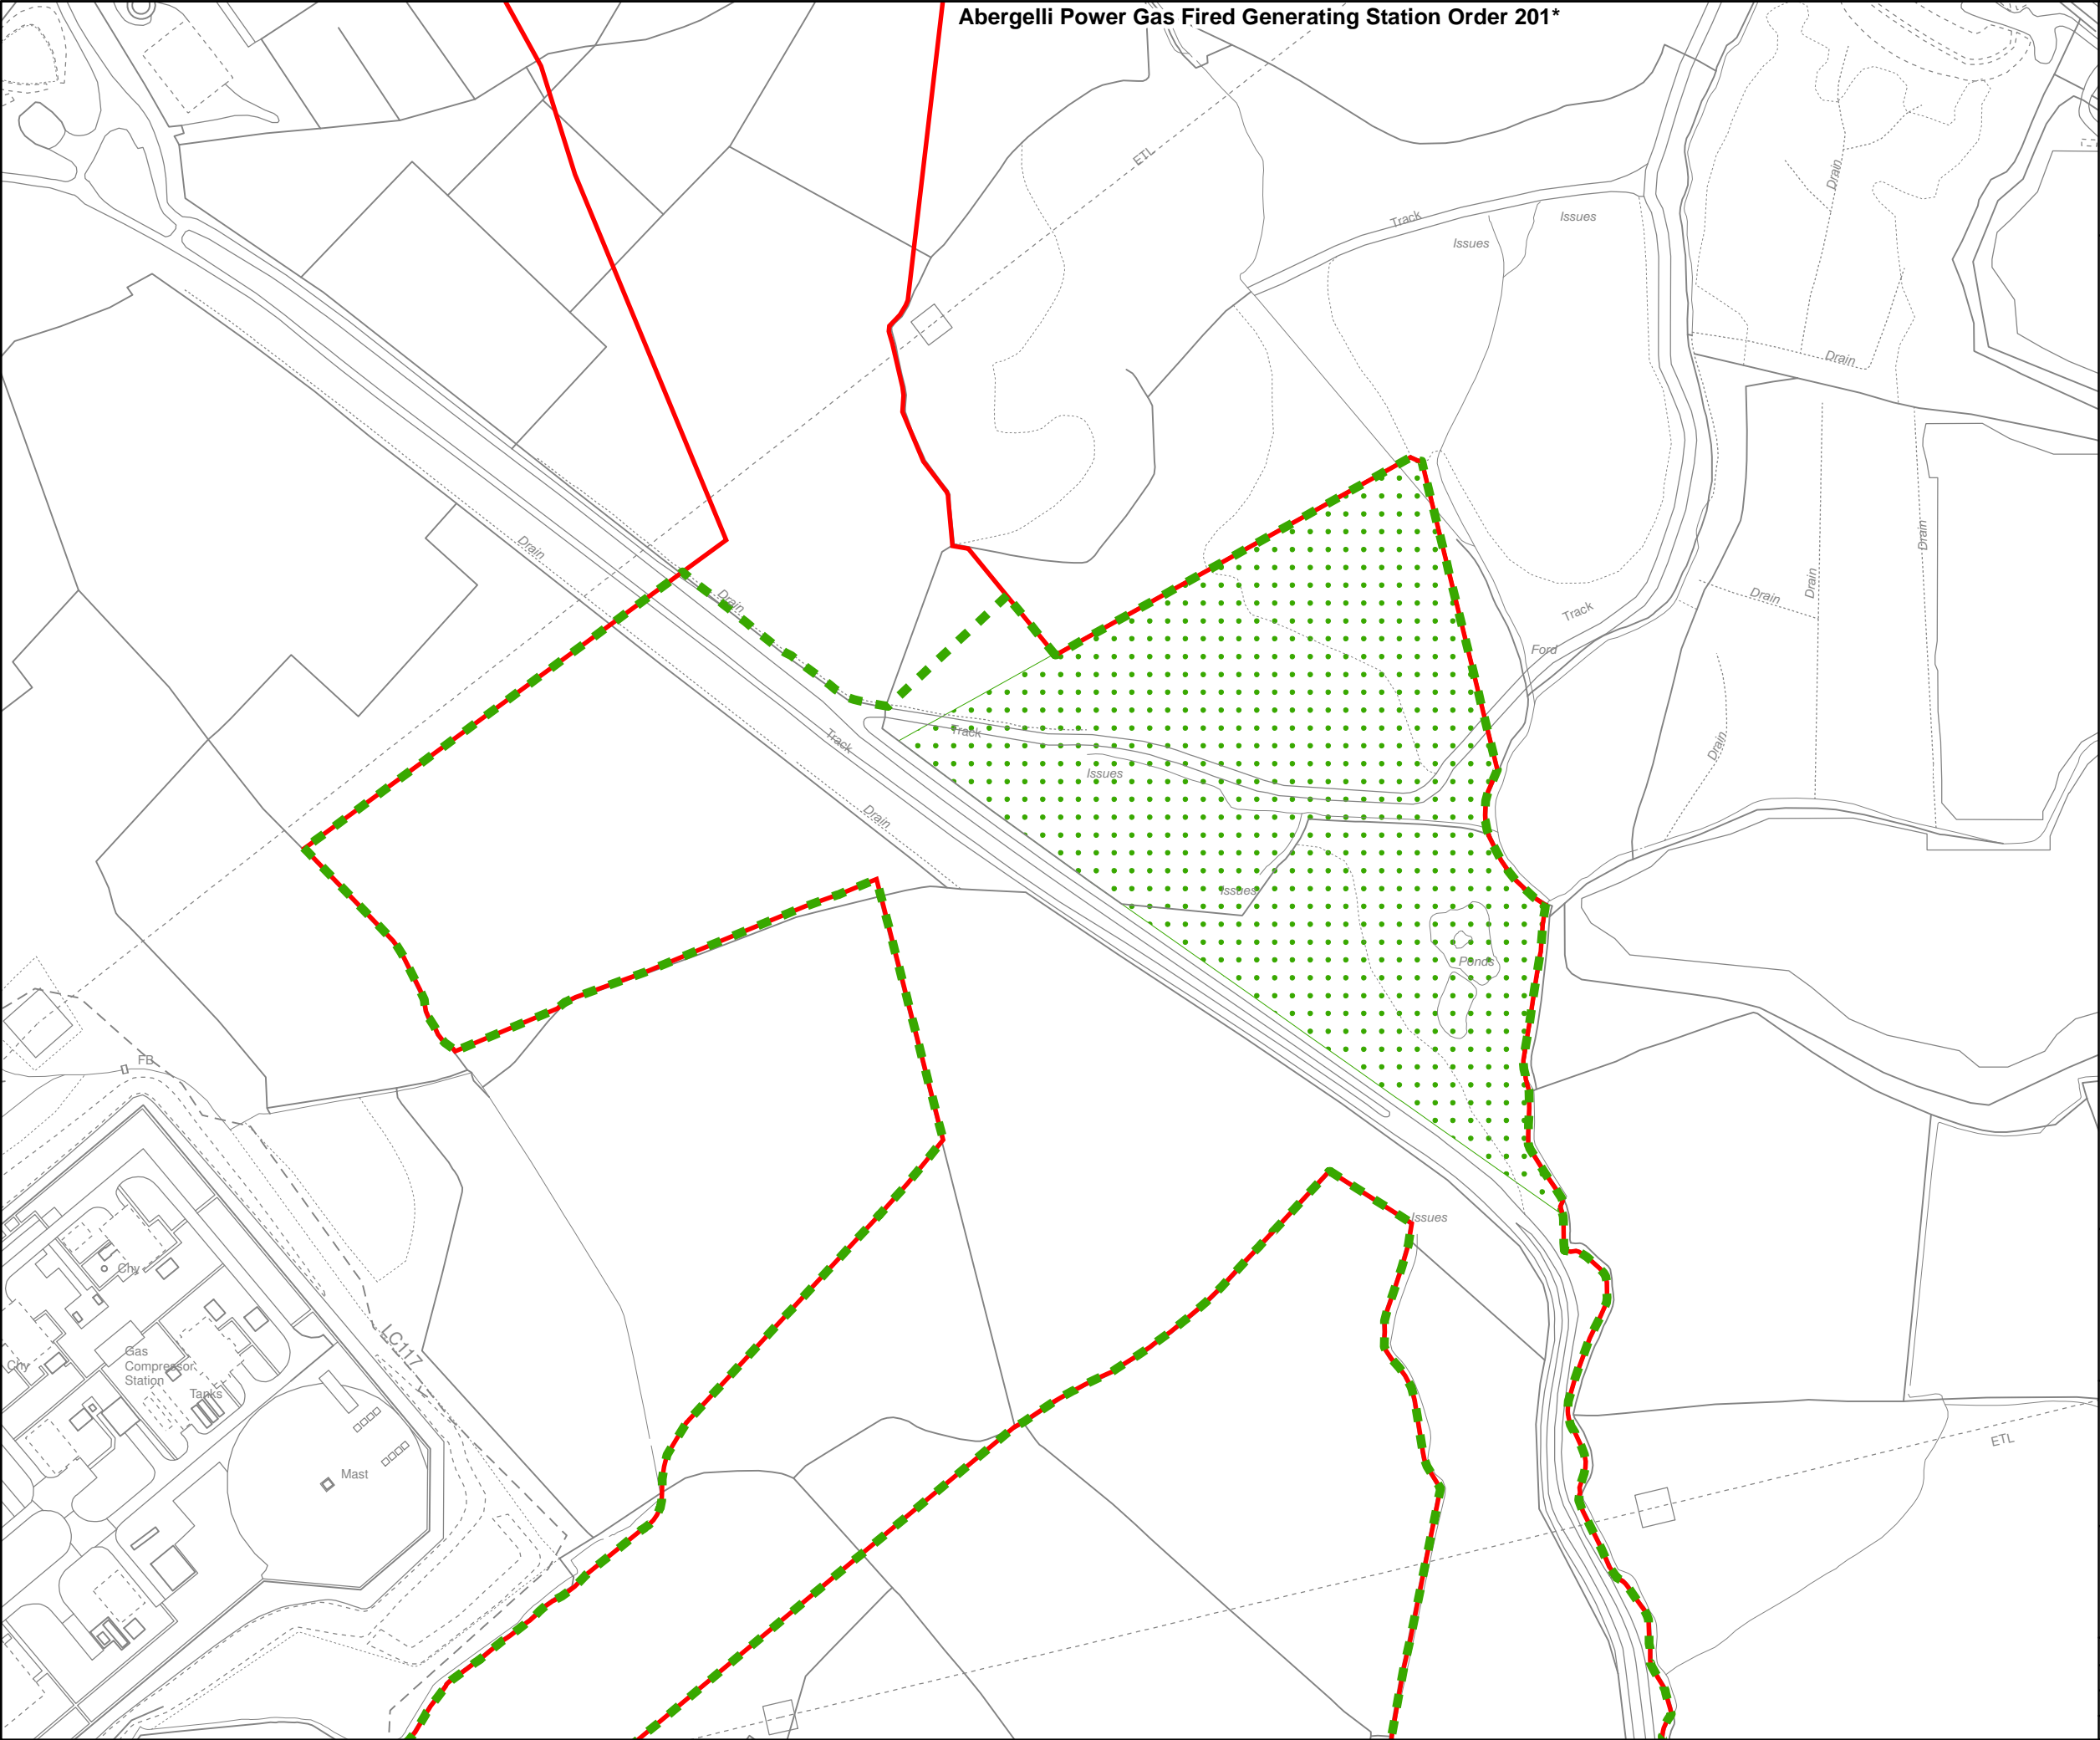 Abergelli Power Gas Fired Generating Station Order 201*
ETL
Drain
Track
Issues
Issues
Drain
Drain
Drain
Drain
Drain
Drain
Track
Ford
Drain
Track
Track
Drain
Issues
Drain
Issues
Ponds
FB
Issues
Chy
LC117
Chy
Gas
Compressor
Station
Tanks
ETL
Mast